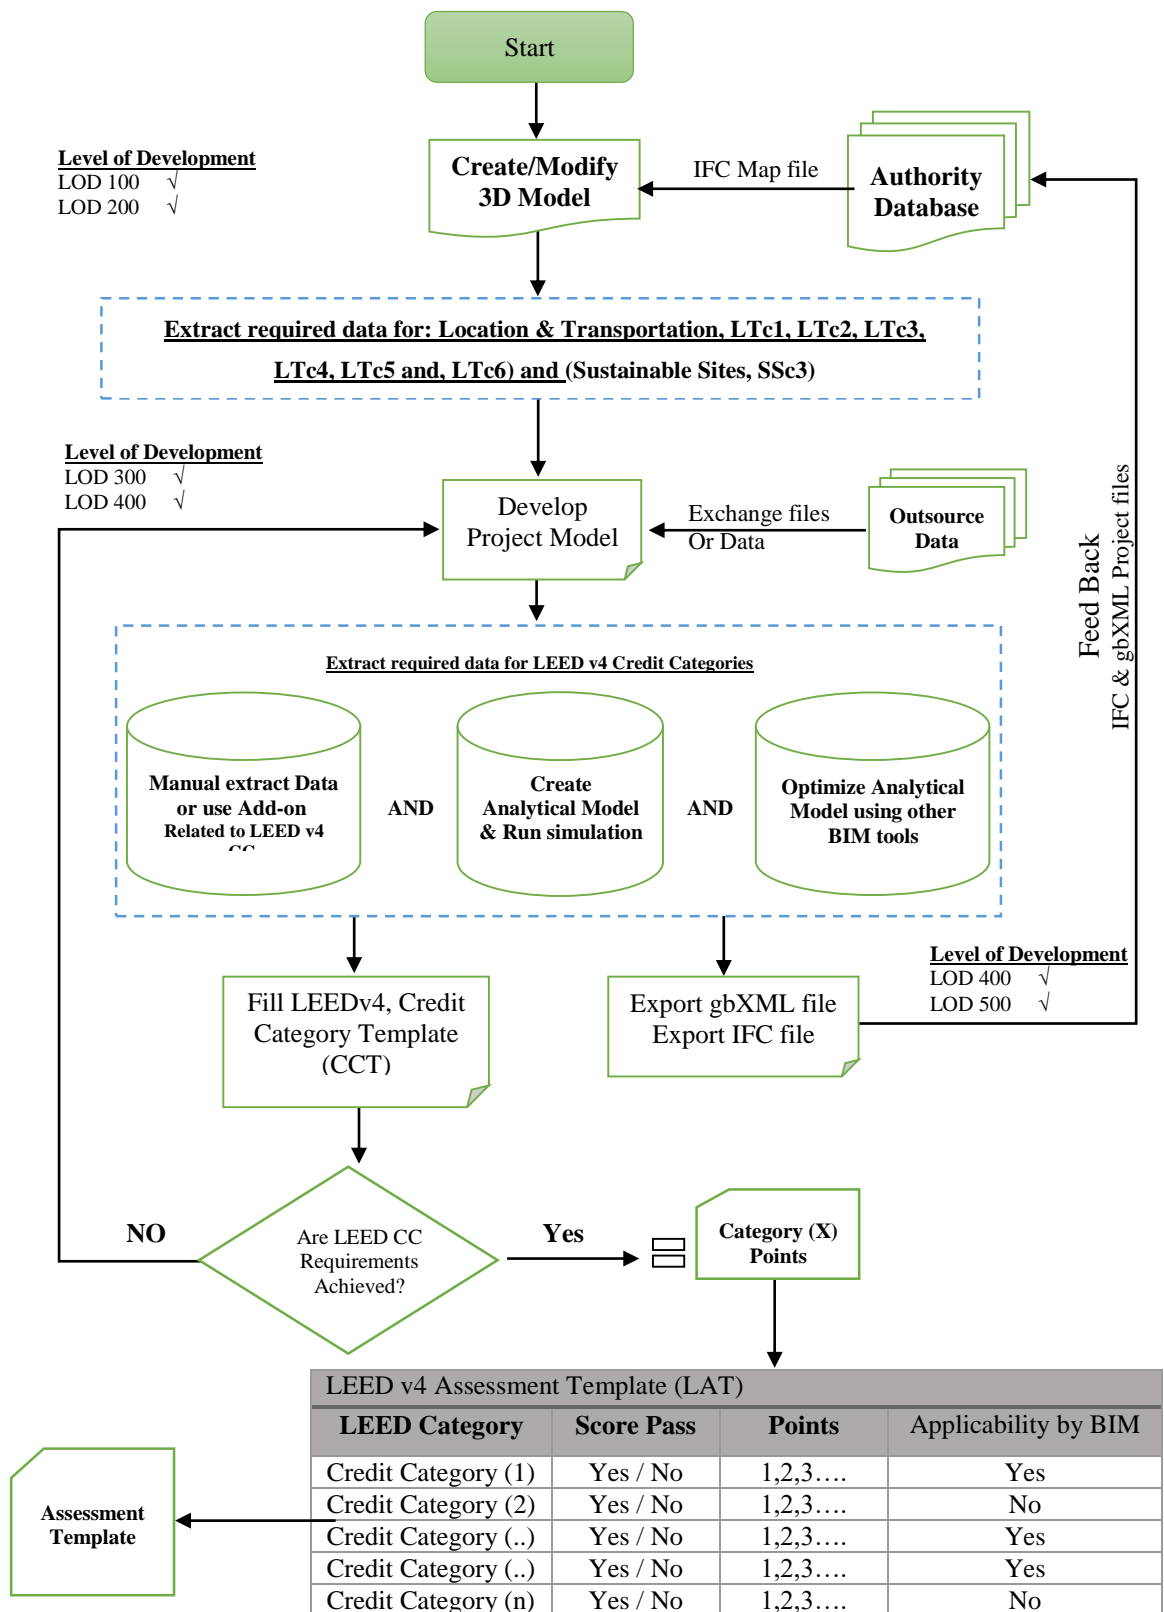 Start
Level of Development
LOD 100 √
LOD 200 √
Create/Modify
3D Model
IFC Map file
Authority
Database
Extract required data for: Location & Transportation, LTc1, LTc2, LTc3,
LTc4, LTc5 and, LTc6) and (Sustainable Sites, SSc3)
Level of Development
LOD 300 √
LOD 400 √
Develop
Project Model
Exchange files
Or Data
Outsource
Data
Feed Back
IFC & gbXML Project files
Extract required data for LEED v4 Credit Categories
Manual extract Data
or use Add-on
Related to LEED v4
CC
AND
Create
Analytical Model
& Run simulation
AND
Optimize Analytical
Model using other
BIM tools
Fill LEEDv4, Credit
Category Template
(CCT)
Export gbXML file
Export IFC file
Level of Development
LOD 400 √
LOD 500 √
NO
Are LEED CC
Requirements
Achieved?
Yes
Category (X)
Points
LEED v4 Assessment Template (LAT)
LEED Category Score Pass Points Applicability by BIM
Credit Category (1) Yes / No 1,2,3…. Yes
Credit Category (2) Yes / No 1,2,3…. No
Credit Category (..) Yes / No 1,2,3…. Yes
Credit Category (..) Yes / No 1,2,3…. Yes
Credit Category (n) Yes / No 1,2,3…. No
Assessment
Template